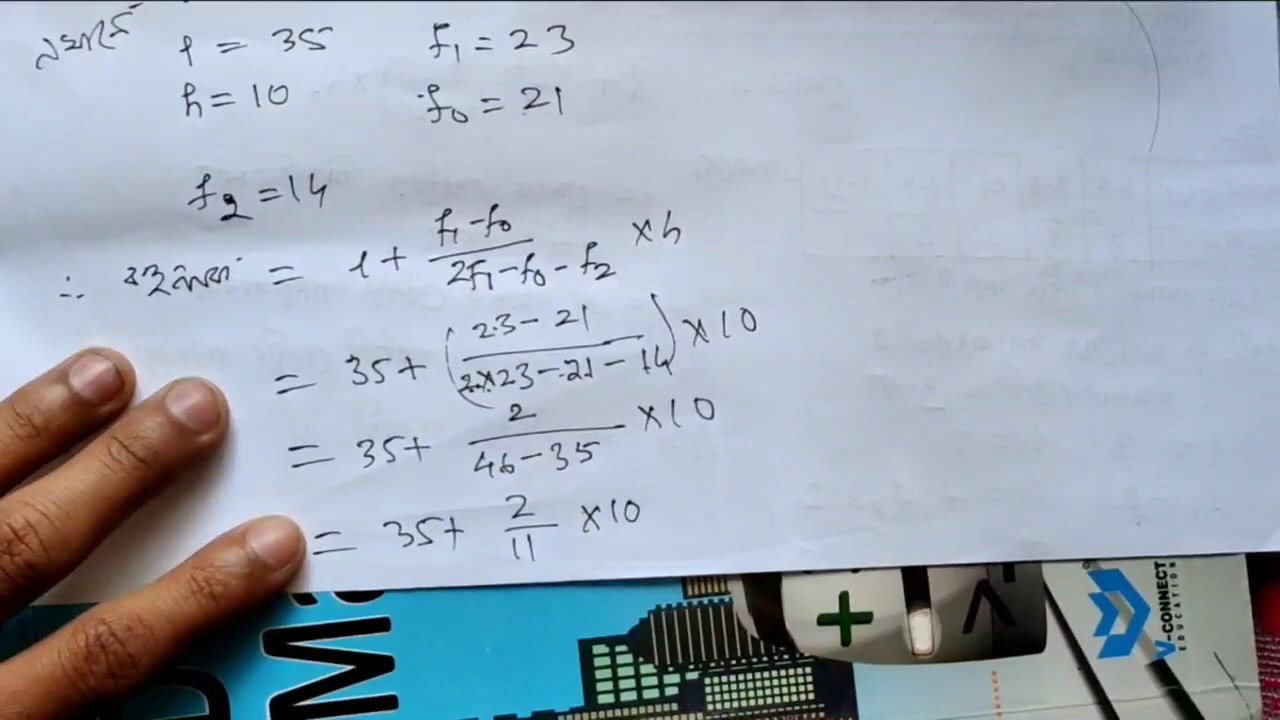 l = 35 f₁ = 23
h = 10 f₀ = 21
f₂ = 14
∴ = l + (f₁ - f₀)/(2f₁ - f₀ - f₂) × h
= 35 + ((23 - 21)/(2×23 - 21 - 14)) × 10
= 35 + 2/(46 - 35) × 10
= 35 + 2/11 × 10
V-CONNECT
EDUCATION